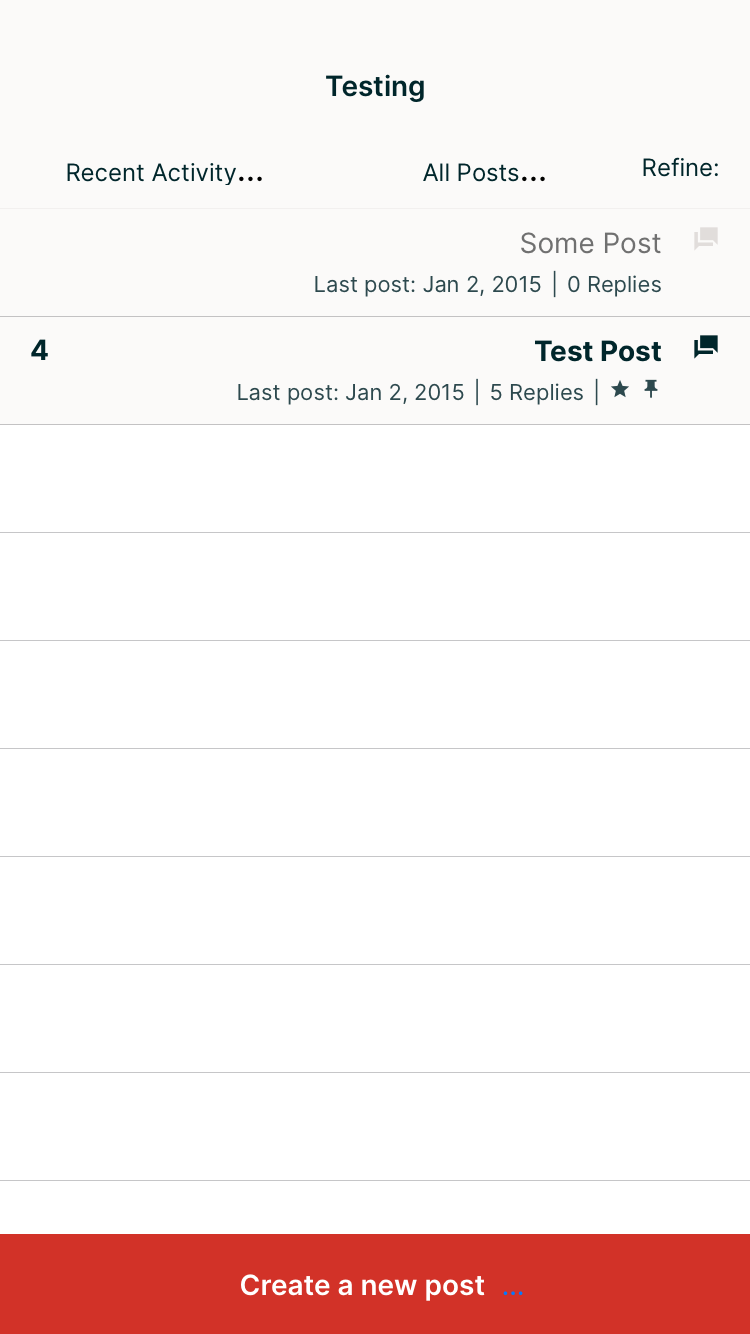 Testing
Refine: All Posts... Recent Activity...
Some Post
Last post: Jan 2, 2015 | 0 Replies
Test Post 4
Last post: Jan 2, 2015 | 5 Replies |
Create a new post ...